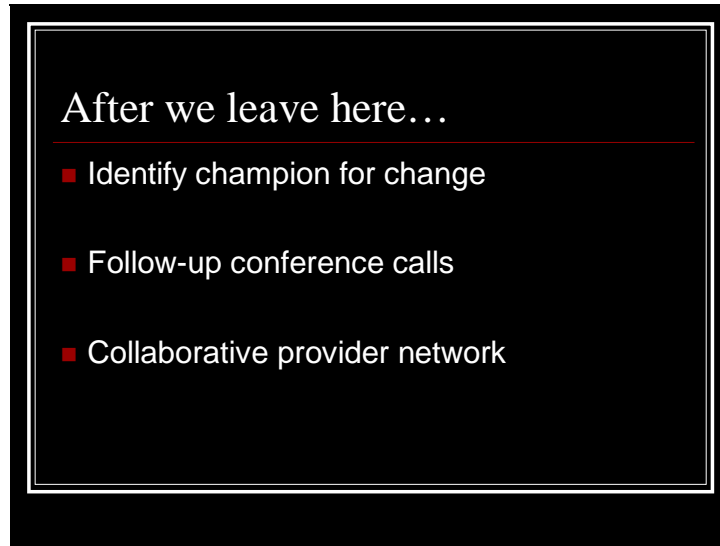 After we leave here…
Identify champion for change
Follow-up conference calls
Collaborative provider network